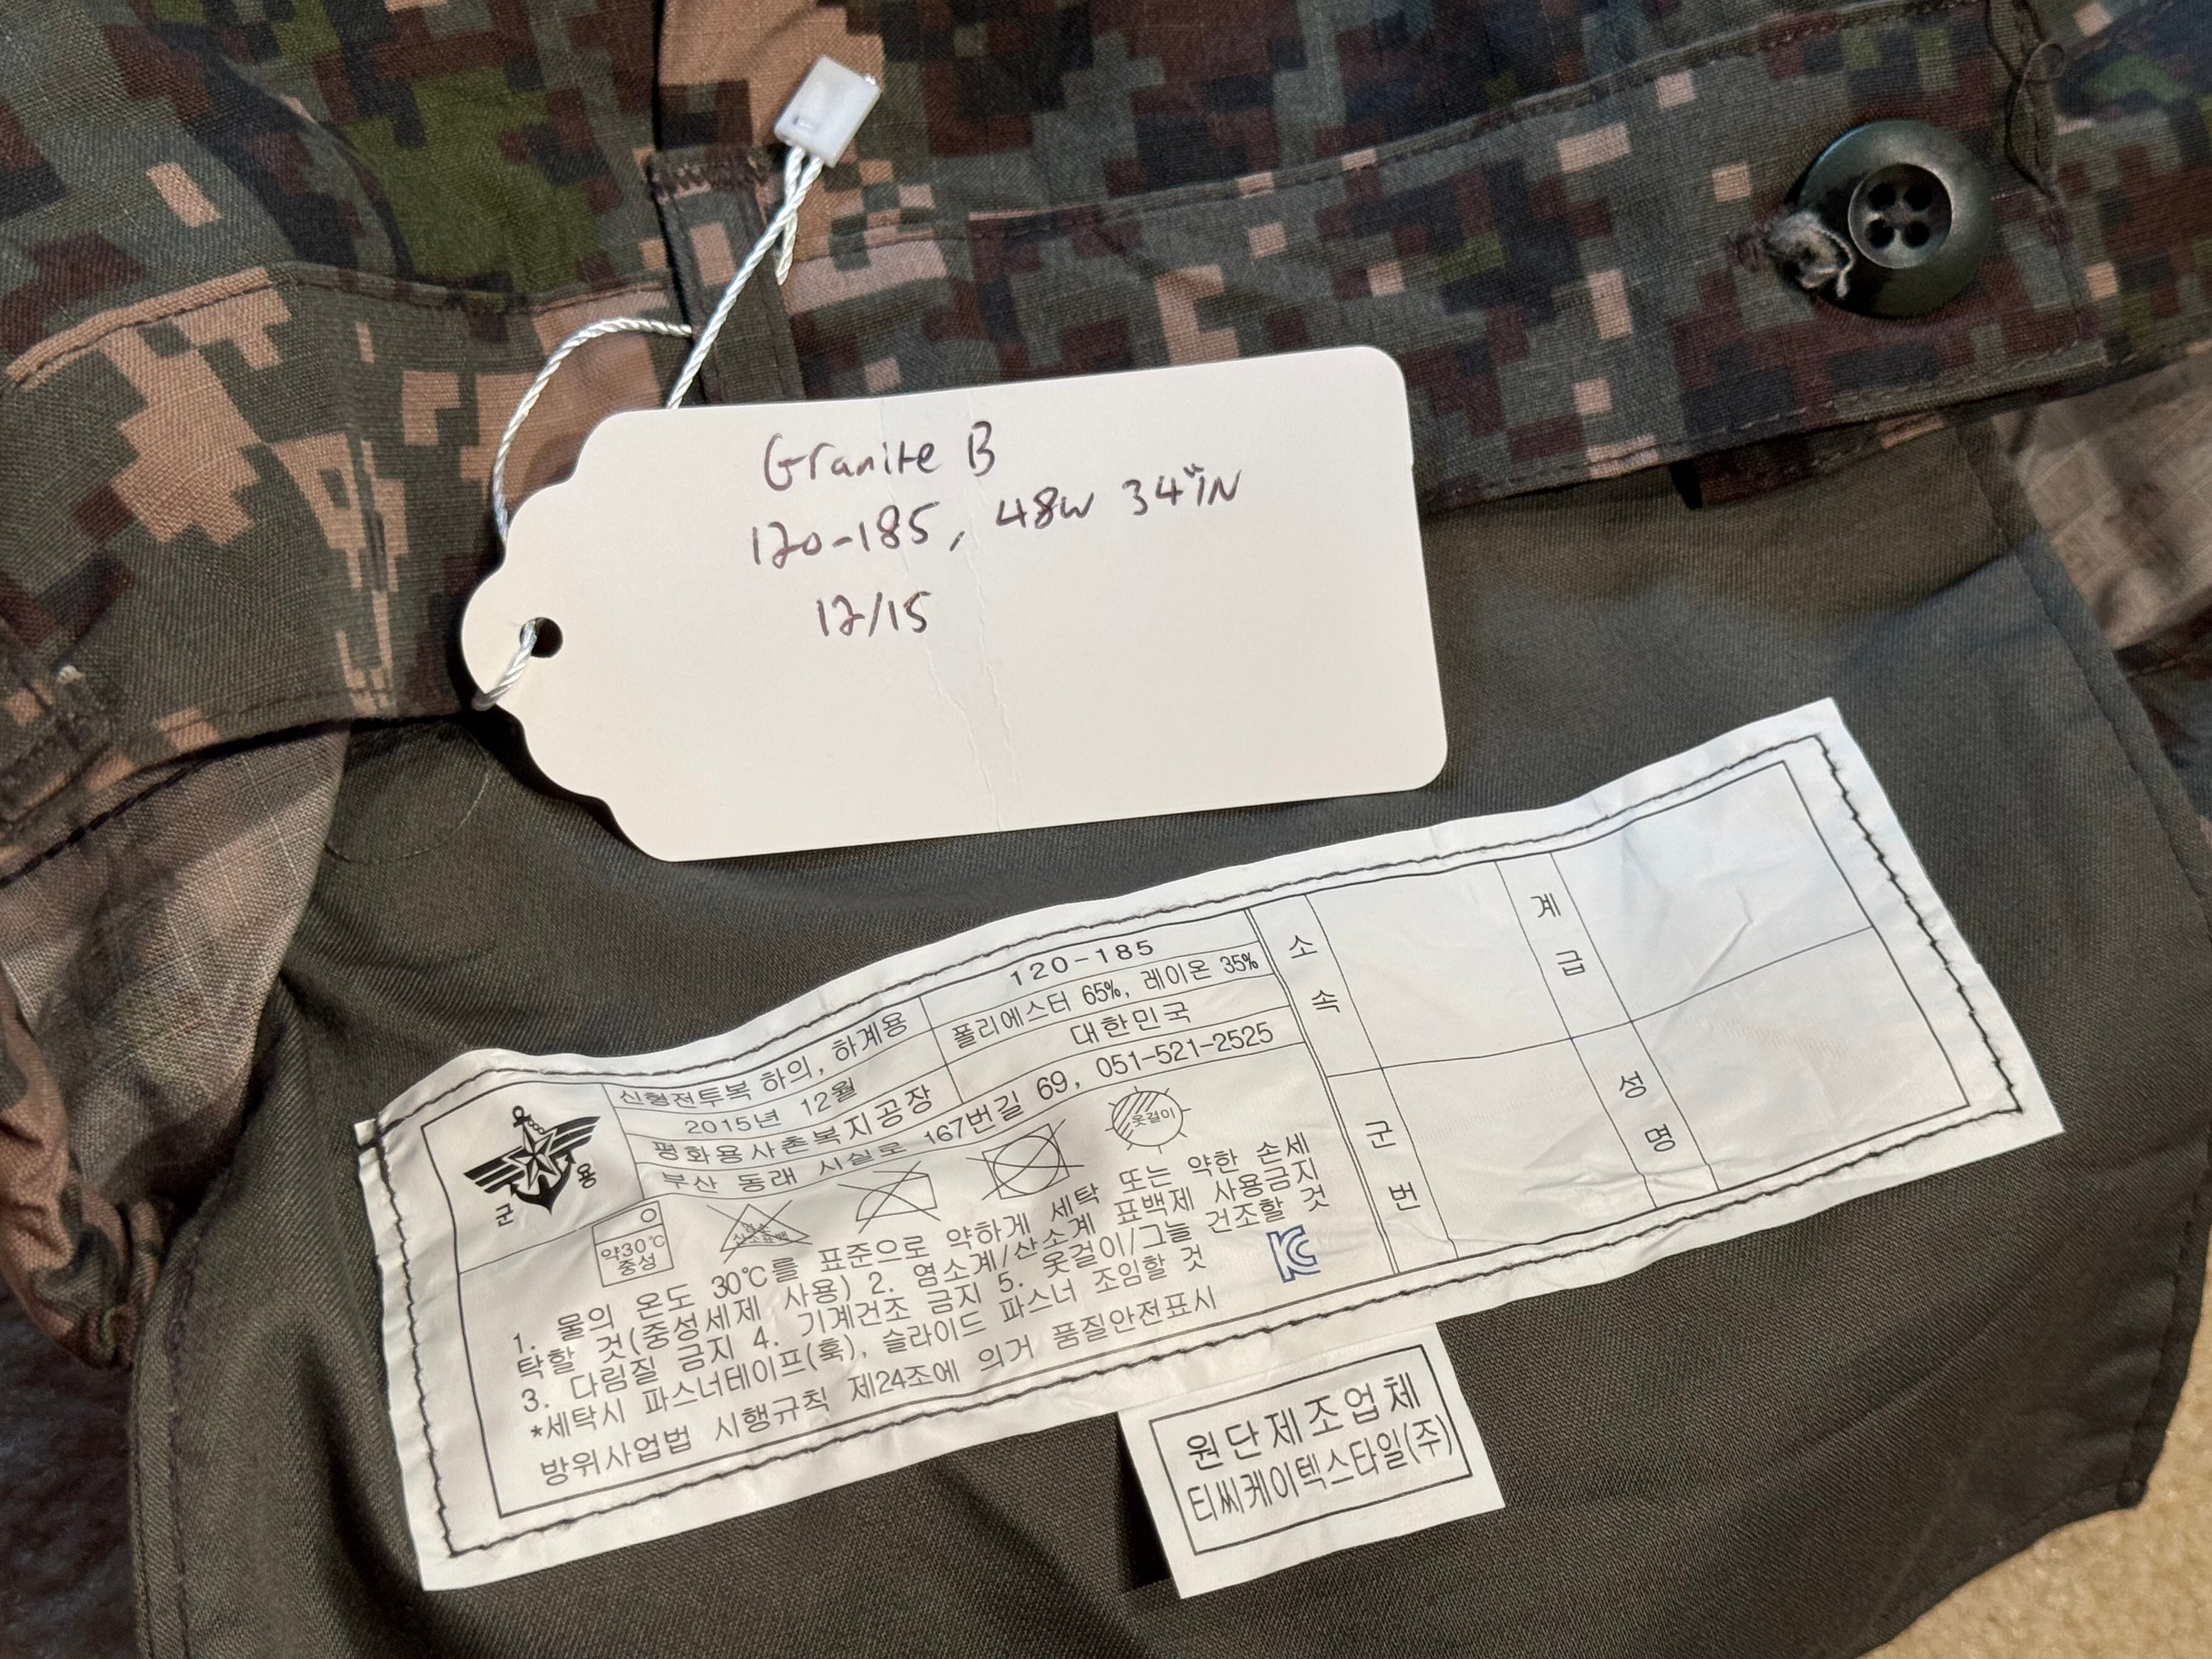 Granite B
120-185, 48W 34"IN
12/15
군 용
신형전투복 하의, 하계용
120-185
2015년 12월
폴리에스터 65%, 레이온 35%
평화용사촌복지공장
대한민국
부산 동래 시실로 167번길 69, 051-521-2525
약30℃
중성
옷걸이
1. 물의 온도 30℃를 표준으로 약하게 세탁 또는 약한 손세
탁할 것(중성세제 사용) 2. 염소계/산소계 표백제 사용금지
3. 다림질 금지 4. 기계건조 금지 5. 옷걸이/그늘 건조할 것
*세탁시 파스너테이프(훅), 슬라이드 파스너 조임할 것
방위사업법 시행규칙 제24조에 의거 품질안전표시
KC
소속
계급
군번
성명
원단제조업체
티씨케이텍스타일(주)